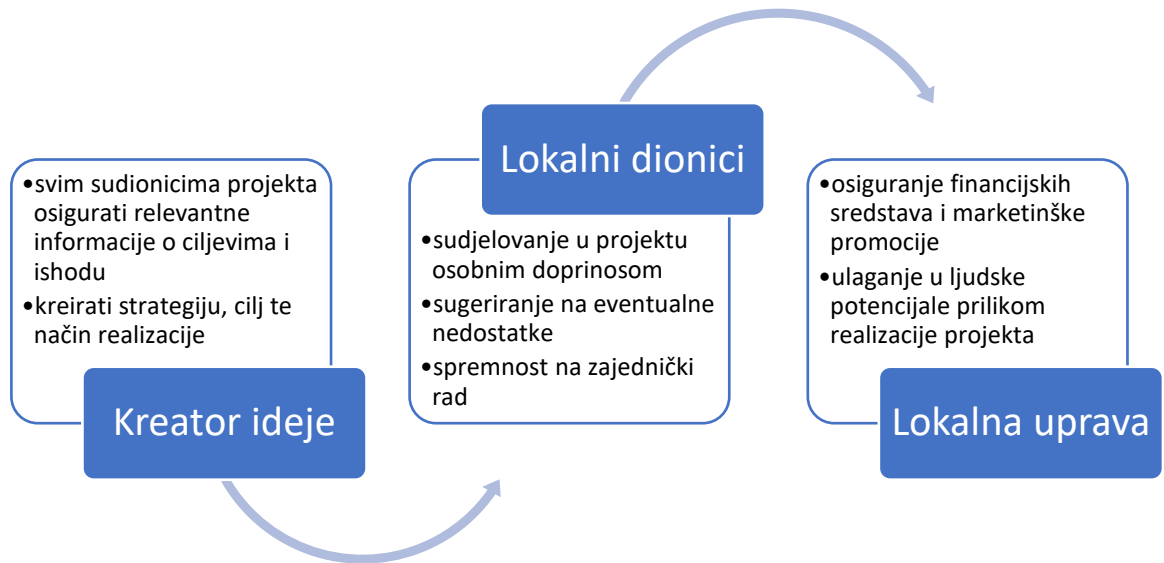 •svim sudionicima projekta
osigurati relevantne
informacije o ciljevima i
ishodu
•kreirati strategiju, cilj te
način realizacije
Kreator ideje
Lokalni dionici
•sudjelovanje u projektu
osobnim doprinosom
•sugeriranje na eventualne
nedostatke
•spremnost na zajednički
rad
•osiguranje financijskih
sredstava i marketinške
promocije
•ulaganje u ljudske
potencijale prilikom
realizacije projekta
Lokalna uprava